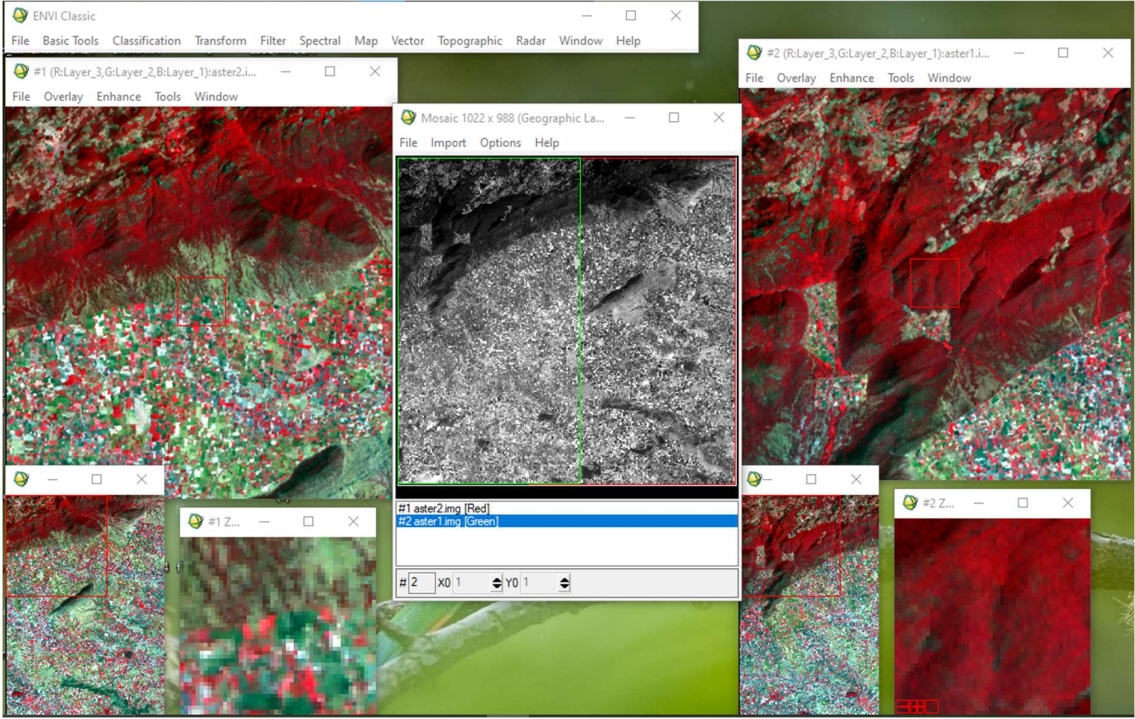 ENVI Classic
File Basic Tools Classification Transform Filter Spectral Map Vector Topographic Radar Window Help
#1 (R:Layer_3,G:Layer_2,B:Layer_1):aster2.i...
File Overlay Enhance Tools Window
#2 (R:Layer_3,G:Layer_2,B:Layer_1):aster1.i...
File Overlay Enhance Tools Window
Mosaic 1022 x 988 (Geographic La...
File Import Options Help
#1 aster2.img [Red]
#2 aster1.img [Green]
# 2 X0 1 Y0 1
#1 Z...
#2 Z...